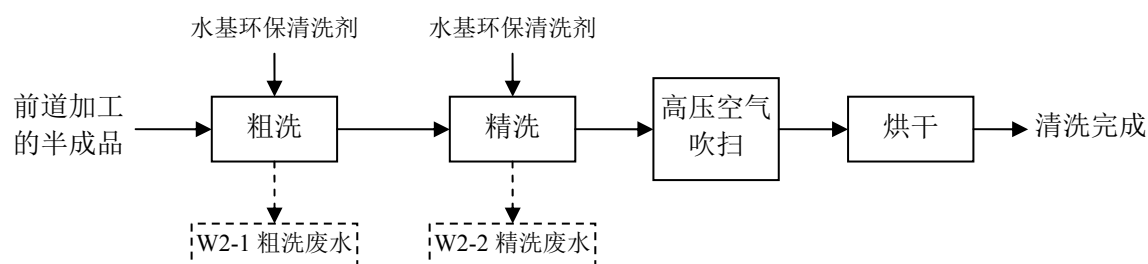 水基环保清洗剂
水基环保清洗剂
前道加工
的半成品
粗洗
精洗
高压空气
吹扫
烘干
清洗完成
W2-1 粗洗废水
W2-2 精洗废水